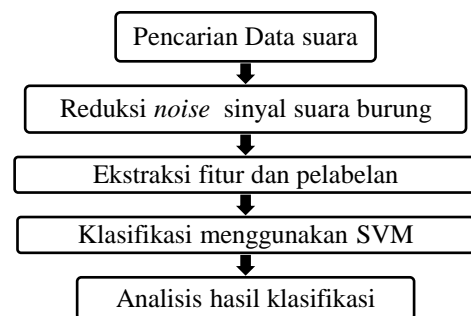 Pencarian Data suara
Reduksi noise sinyal suara burung
Ekstraksi fitur dan pelabelan
Klasifikasi menggunakan SVM
Analisis hasil klasifikasi